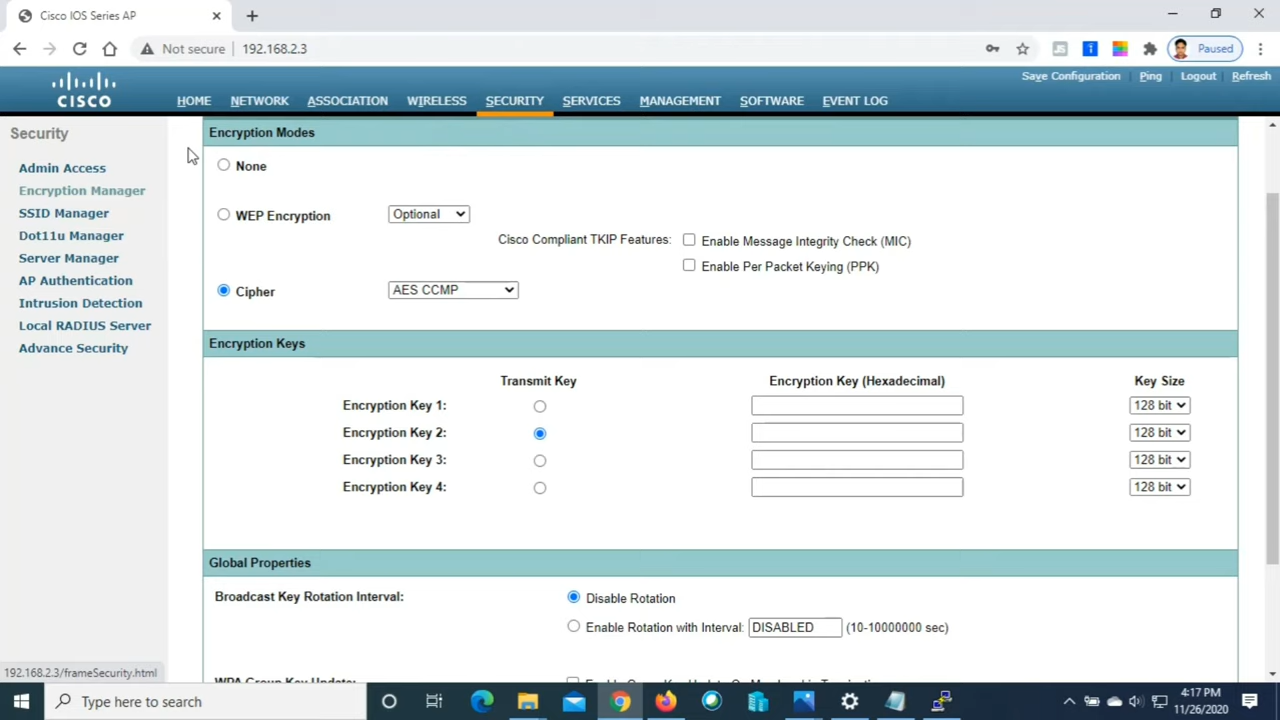 Cisco IOS Series AP
Not secure 192.168.2.3
JS
Paused
Save Configuration Ping Logout Refresh
CISCO
HOME NETWORK ASSOCIATION WIRELESS SECURITY SERVICES MANAGEMENT SOFTWARE EVENT LOG
Security
Admin Access
Encryption Manager
SSID Manager
Dot11u Manager
Server Manager
AP Authentication
Intrusion Detection
Local RADIUS Server
Advance Security
Encryption Modes
None
WEP Encryption Optional
Cisco Compliant TKIP Features: Enable Message Integrity Check (MIC)
Enable Per Packet Keying (PPK)
Cipher AES CCMP
Encryption Keys
Transmit Key Encryption Key (Hexadecimal) Key Size
Encryption Key 1: 128 bit
Encryption Key 2: 128 bit
Encryption Key 3: 128 bit
Encryption Key 4: 128 bit
Global Properties
Broadcast Key Rotation Interval: Disable Rotation
Enable Rotation with Interval: DISABLED (10-10000000 sec)
WPA Group Key Update:
192.168.2.3/frameSecurity.html
Type here to search
4:17 PM
11/26/2020